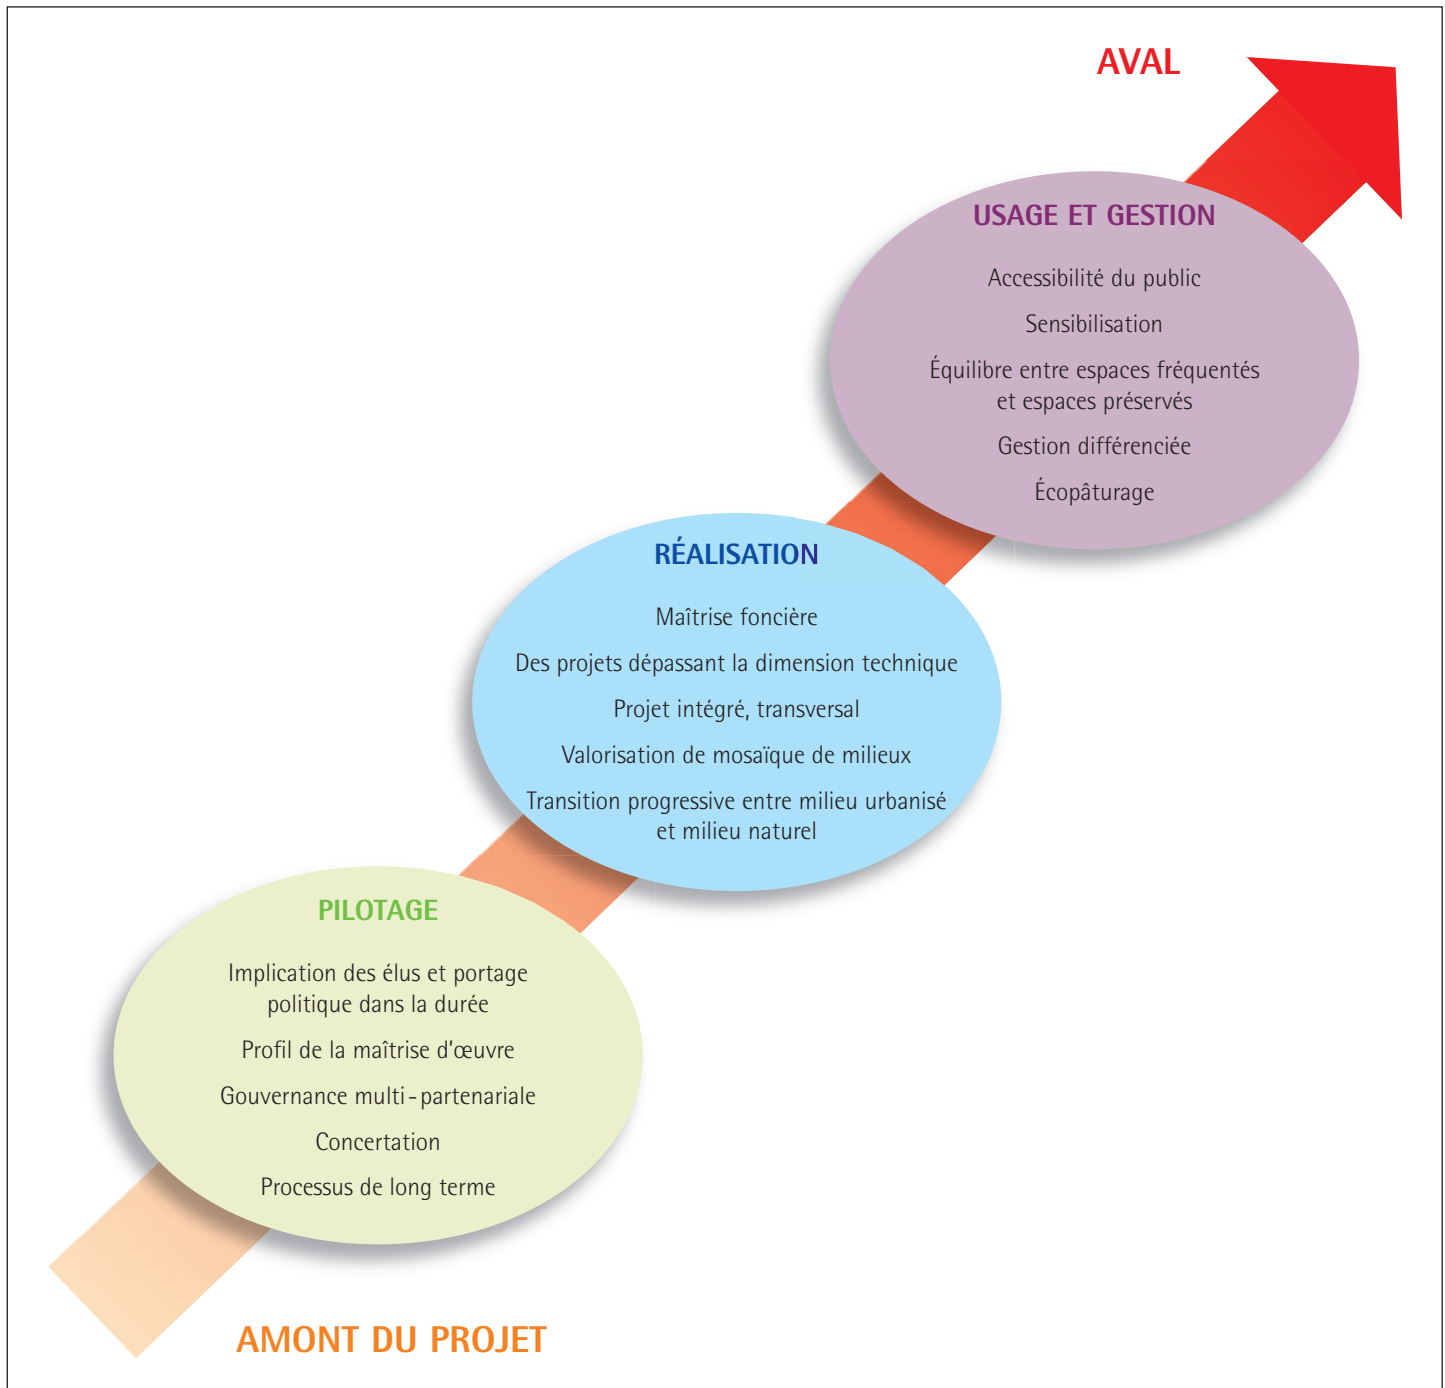 AVAL
USAGE ET GESTION
Accessibilité du public
Sensibilisation
Équilibre entre espaces fréquentés
et espaces préservés
Gestion différenciée
Écopâturage
RÉALISATION
Maîtrise foncière
Des projets dépassant la dimension technique
Projet intégré, transversal
Valorisation de mosaïque de milieux
Transition progressive entre milieu urbanisé
et milieu naturel
PILOTAGE
Implication des élus et portage
politique dans la durée
Profil de la maîtrise d'œuvre
Gouvernance multi-partenariale
Concertation
Processus de long terme
AMONT DU PROJET